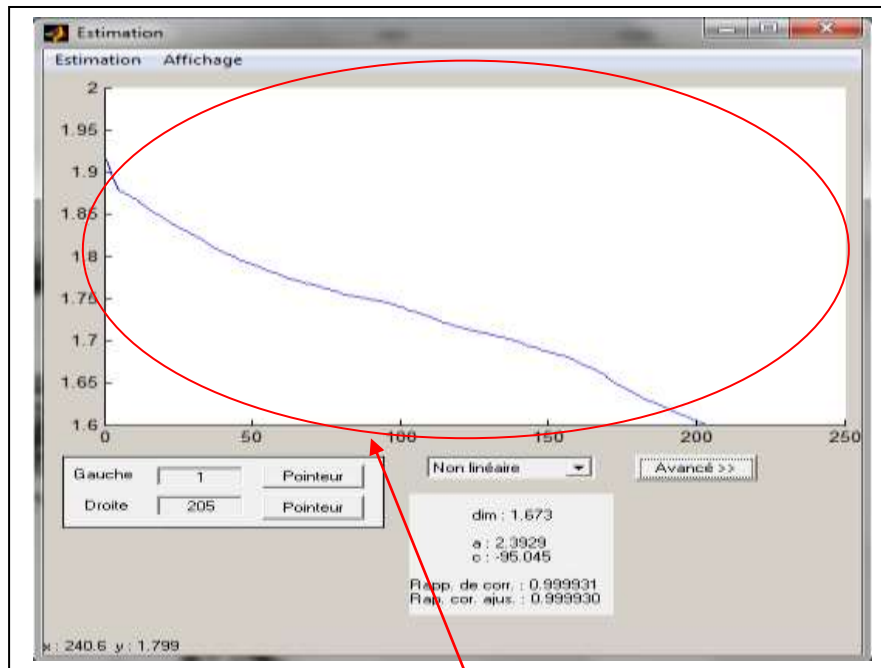 Estimation
Estimation Affichage
2
1.95
1.9
1.85
1.8
1.75
1.7
1.65
1.6
0 50 100 150 200 250
Gauche 1 Pointeur
Droite 205 Pointeur
Non linéaire
Avancé >>
dim : 1.673
a : 2.3929
c : -95.045
Rapp. de corr. : 0.999931
Rap. cor. ajus. : 0.999930
x : 240.6 y : 1.799